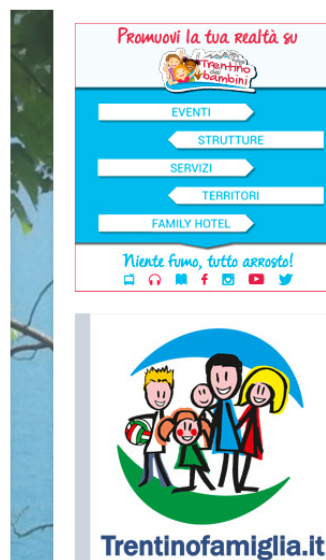 Promuovi la tua realtà su
Trentino
dei
bambini
EVENTI
STRUTTURE
SERVIZI
TERRITORI
FAMILY HOTEL
Niente fumo, tutto arrosto!
Trentinofamiglia.it